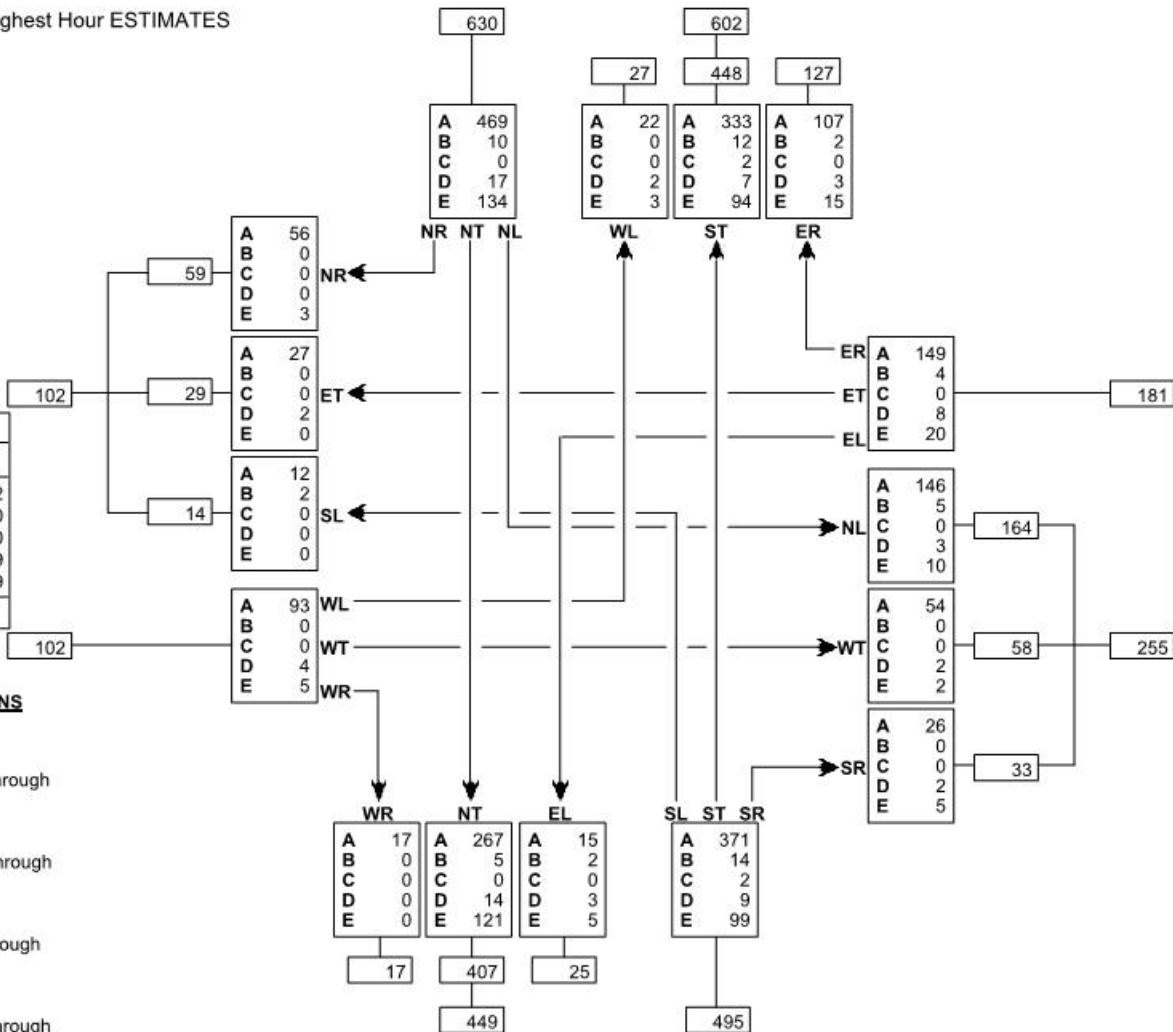 ghest Hour ESTIMATES
630
602
27
448
127
A 469
B 10
C 0
D 17
E 134
A 22
B 0
C 0
D 2
E 3
A 333
B 12
C 2
D 7
E 94
A 107
B 2
C 0
D 3
E 15
NR NT NL
WL
ST
ER
A 56
B 0
C 0
D 0
E 3
59
NR
A 27
B 0
C 0
D 2
E 0
102
29
ET
A 12
B 2
C 0
D 0
E 0
14
SL
A 93
B 0
C 0
D 4
E 5
102
WL
WT
WR
ER
ET
EL
A 149
B 4
C 0
D 8
E 20
181
NL
A 146
B 5
C 0
D 3
E 10
164
WT
A 54
B 0
C 0
D 2
E 2
58
255
SR
A 26
B 0
C 0
D 2
E 5
33
NS
rough
rough
ough
rough
WR
NT
EL
SL ST SR
A 17
B 0
C 0
D 0
E 0
A 267
B 5
C 0
D 14
E 121
A 15
B 2
C 0
D 3
E 5
A 371
B 14
C 2
D 9
E 99
17
407
25
449
495